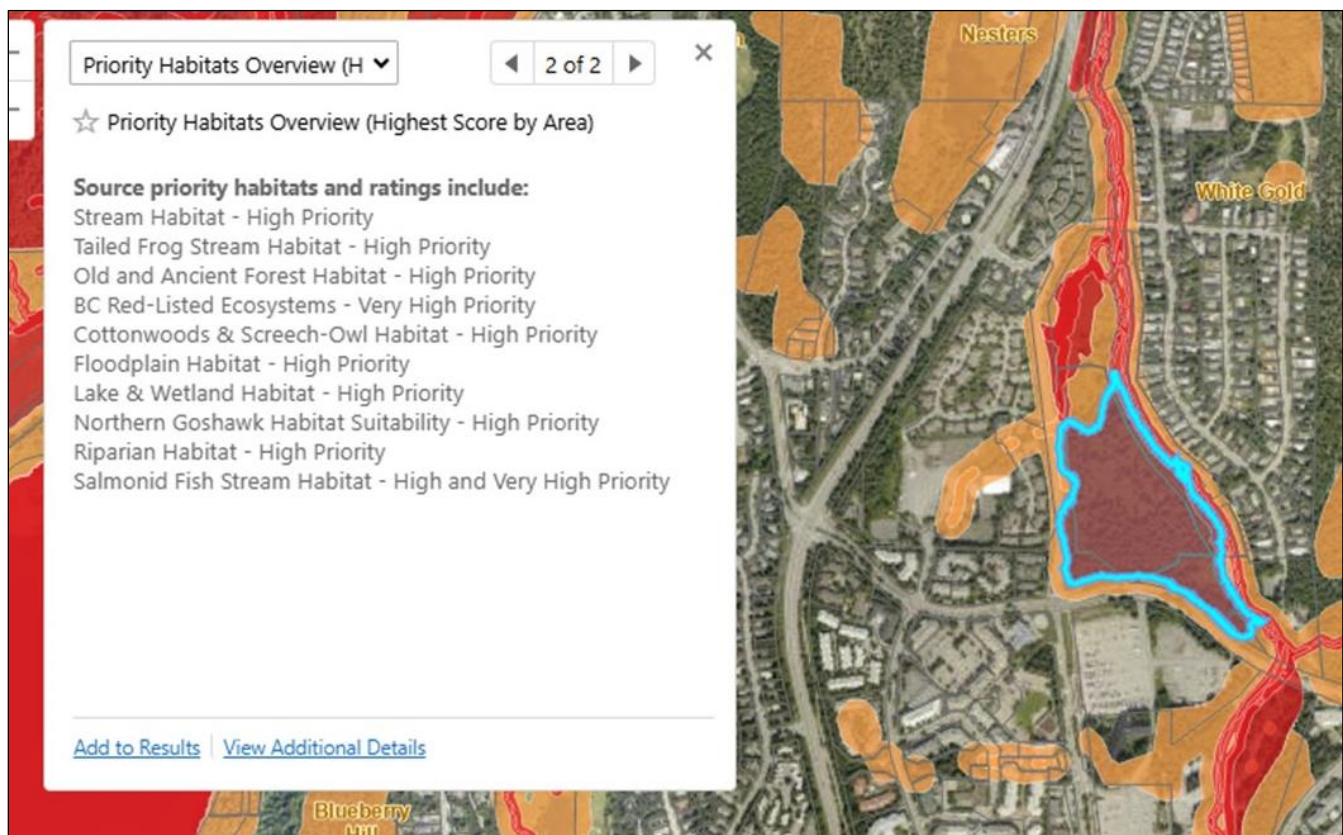 Priority Habitats Overview (H
2 of 2
Priority Habitats Overview (Highest Score by Area)
Source priority habitats and ratings include:
Stream Habitat - High Priority
Tailed Frog Stream Habitat - High Priority
Old and Ancient Forest Habitat - High Priority
BC Red-Listed Ecosystems - Very High Priority
Cottonwoods & Screech-Owl Habitat - High Priority
Floodplain Habitat - High Priority
Lake & Wetland Habitat - High Priority
Northern Goshawk Habitat Suitability - High Priority
Riparian Habitat - High Priority
Salmonid Fish Stream Habitat - High and Very High Priority
Add to Results
View Additional Details
Nesters
White Gold
Blueberry
Hill